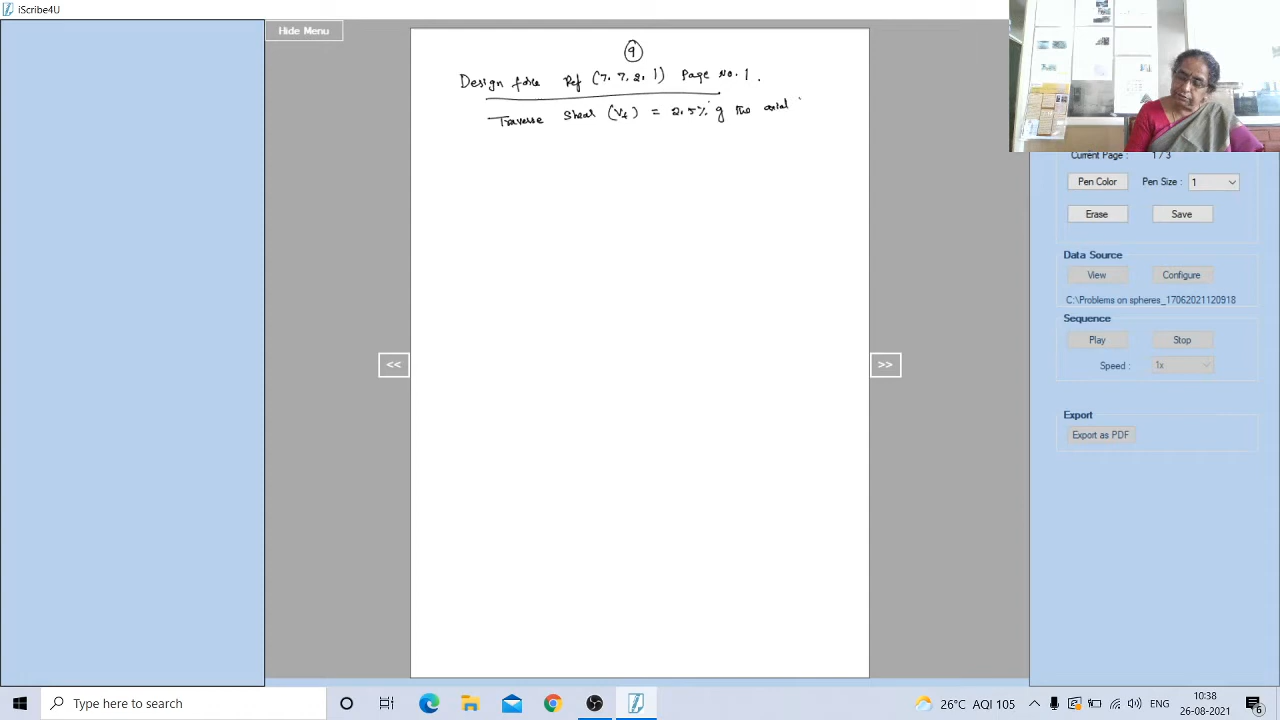 iScribe4U
Hide Menu
9
Design force Ref (7.7.2.1) Page No. 1.
Traverse Shear (Vt) = 2.5% of the axial
<<
>>
Current Page : 1 / 3
Pen Color Pen Size : 1
Erase Save
Data Source
View Configure
C:\Problems on spheres_17062021120918
Sequence
Play Stop
Speed : 1x
Export
Export as PDF
Type here to search
26°C AQI 105
10:38
26-08-2021
6